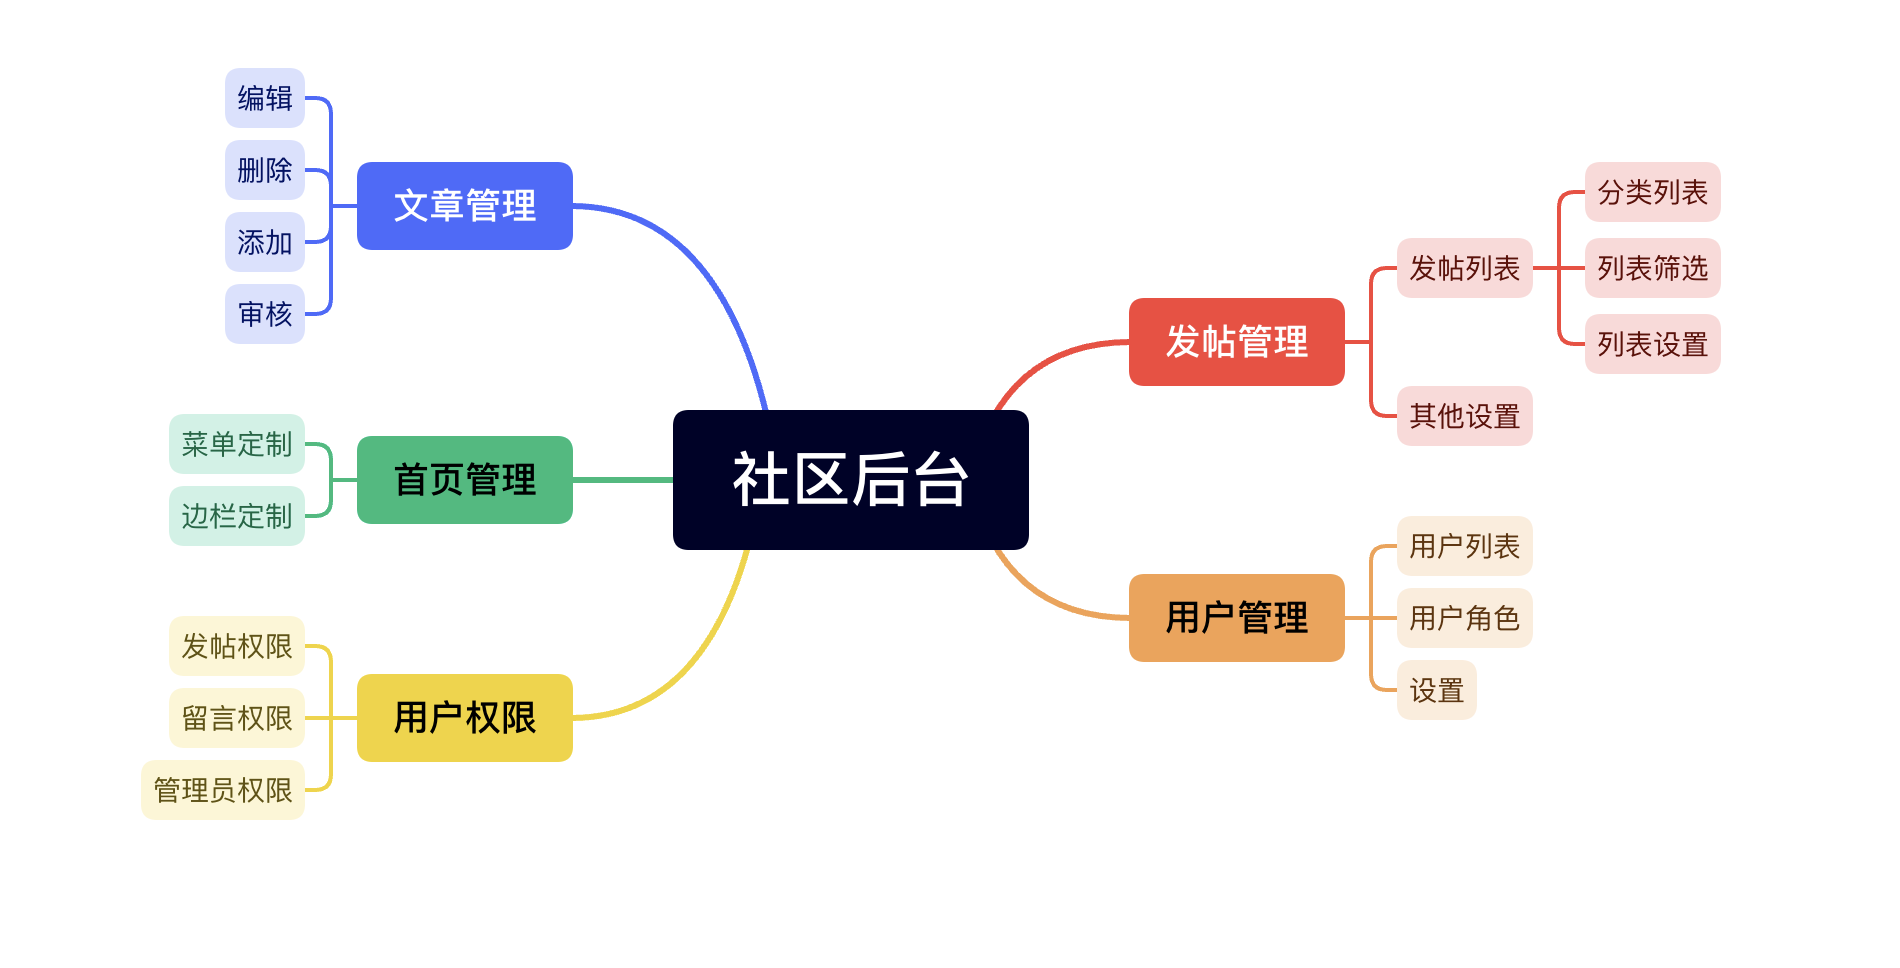 社区后台
发帖管理
发帖列表
分类列表
列表筛选
列表设置
其他设置
用户管理
用户列表
用户角色
设置
文章管理
编辑
删除
添加
审核
首页管理
菜单定制
边栏定制
用户权限
发帖权限
留言权限
管理员权限